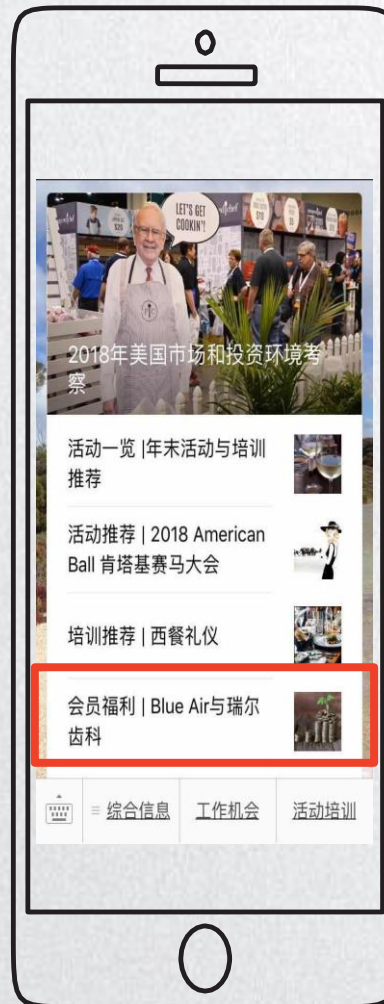 LET'S GET
COOKIN'!
2018年美国市场和投资环境考
察
活动一览 |年末活动与培训
推荐
活动推荐 | 2018 American
Ball 肯塔基赛马大会
培训推荐 | 西餐礼仪
会员福利 | Blue Air与瑞尔
齿科
综合信息
工作机会
活动培训